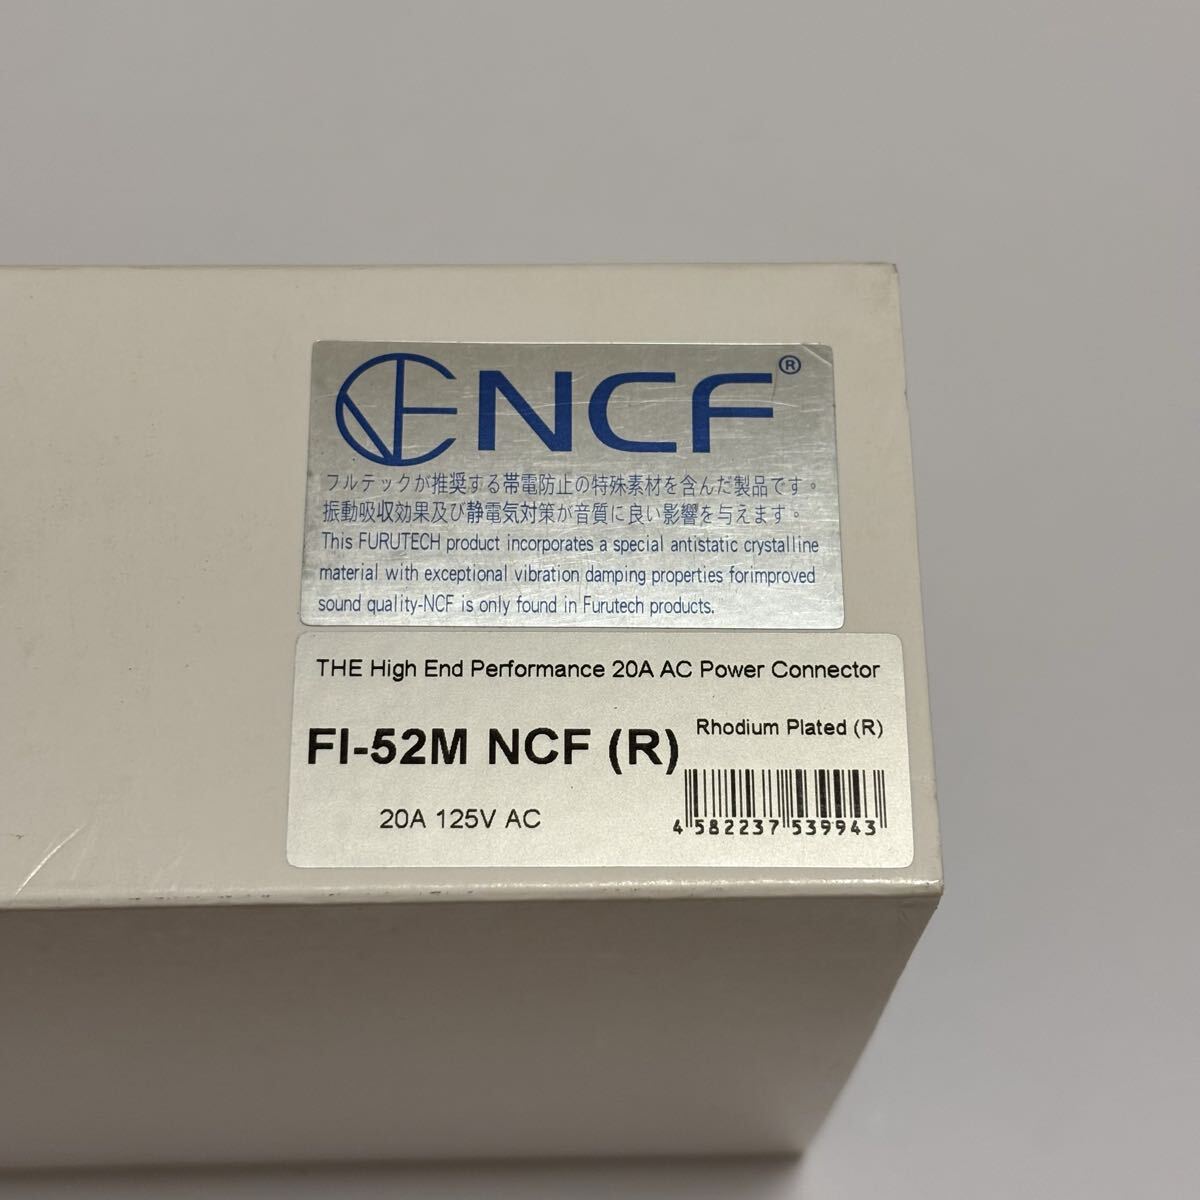 NCF®
フルテックが推奨する帯電防止の特殊素材を含んだ製品です。
振動吸収効果及び静電気対策が音質に良い影響を与えます。
This FURUTECH product incorporates a special antistatic crystalline
material with exceptional vibration damping properties forimproved
sound quality-NCF is only found in Furutech products.
THE High End Performance 20A AC Power Connector
FI-52M NCF (R) Rhodium Plated (R)
20A 125V AC
4 582237 539943